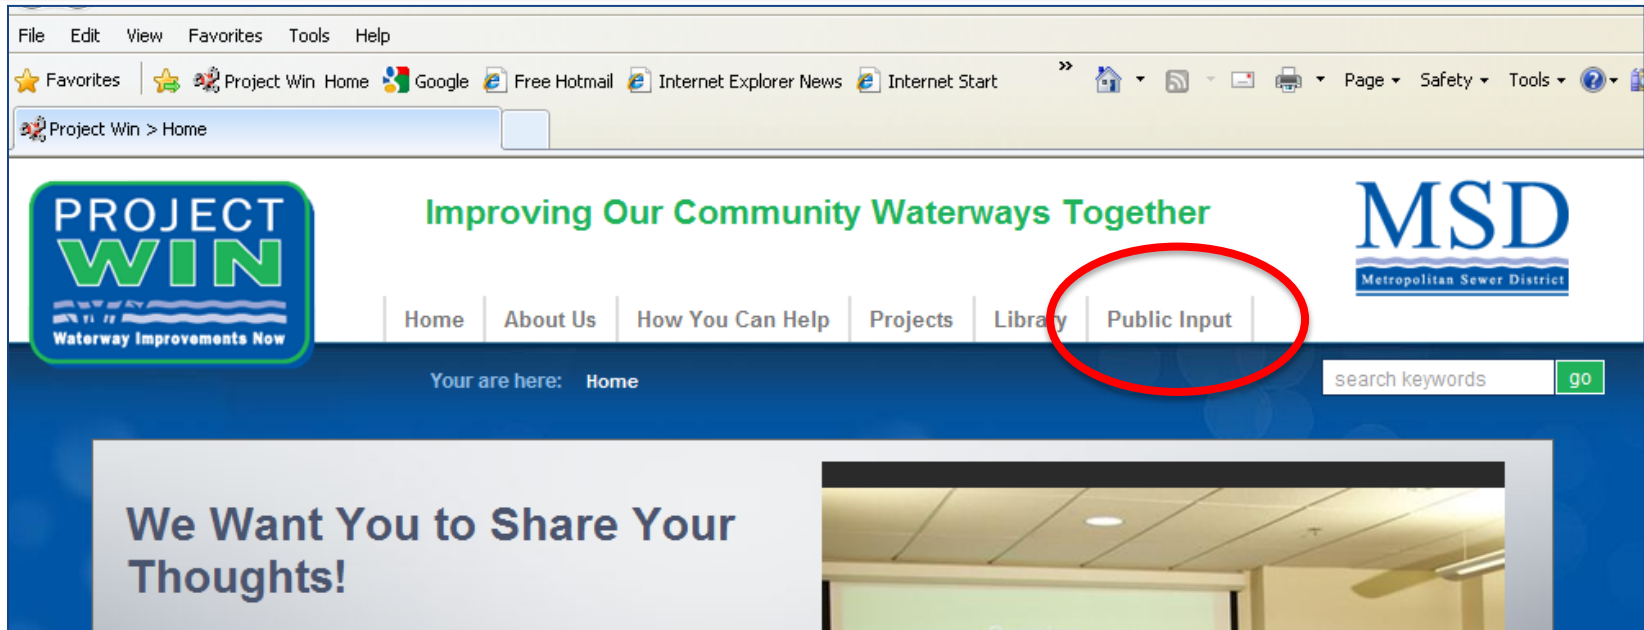 File Edit View Favorites Tools Help
Favorites Project Win Home Google Free Hotmail Internet Explorer News Internet Start » Page Safety Tools
Project Win > Home
PROJECT
WIN
Waterway Improvements Now
Improving Our Community Waterways Together
MSD
Metropolitan Sewer District
Home About Us How You Can Help Projects Library Public Input
Your are here: Home
search keywords go
We Want You to Share Your
Thoughts!